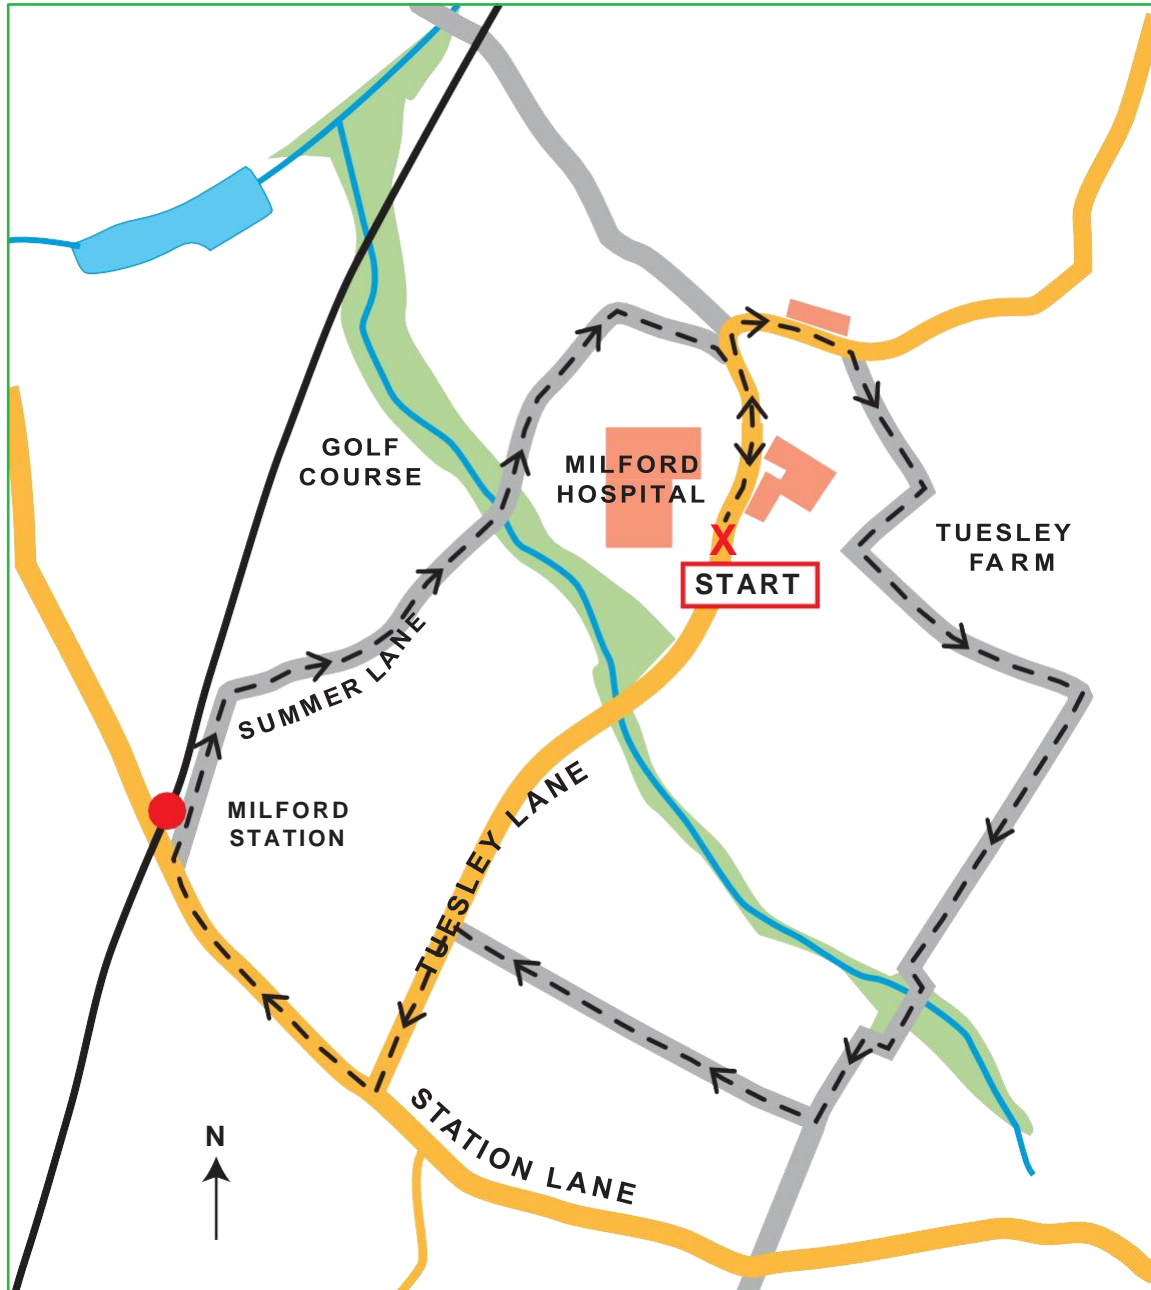 GOLF
COURSE
MILFORD
HOSPITAL
TUESLEY
FARM
X
START
SUMMER LANE
MILFORD
STATION
TUESLEY LANE
STATION LANE
N